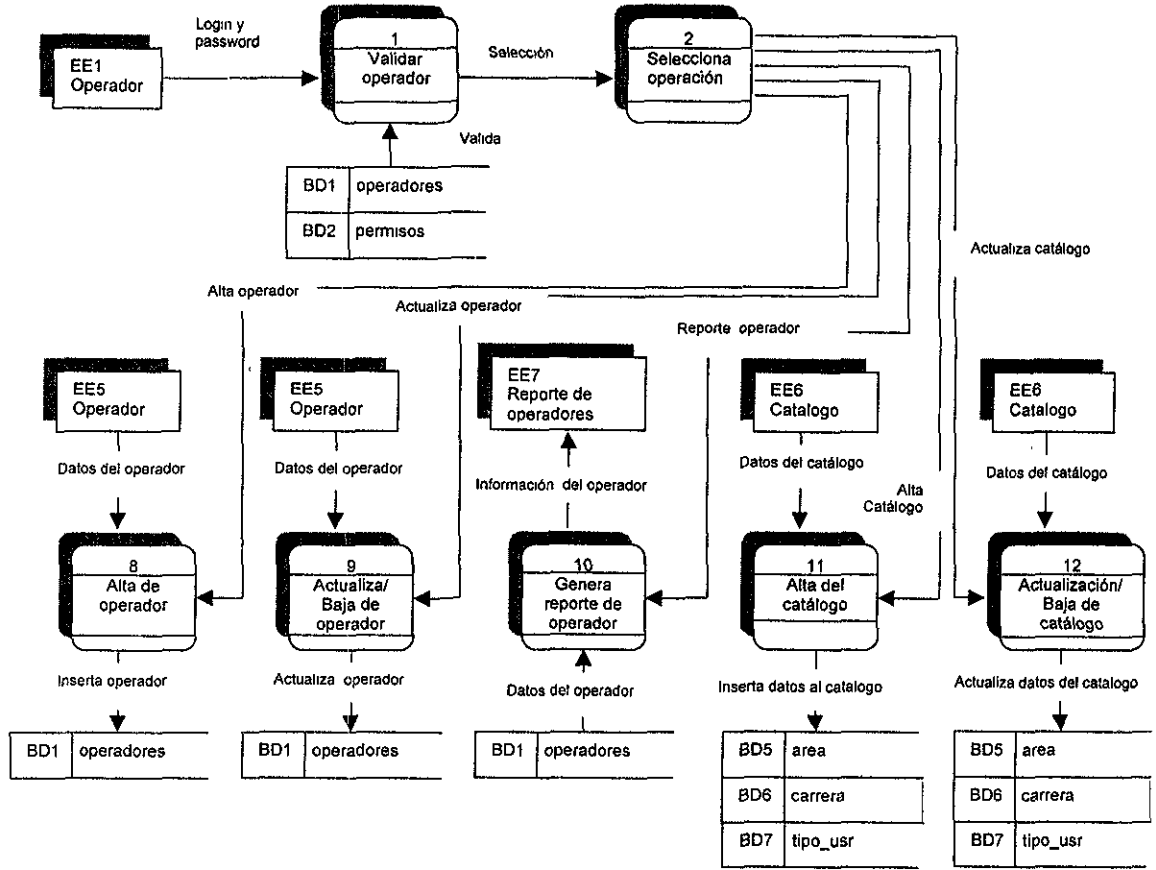 Login y
password
EE1
Operador
1
Validar
operador
Selección
2
Selecciona
operación
Valida
BD1 operadores
BD2 permisos
Actualiza catálogo
Alta operador
Actualiza operador
Reporte operador
EE5
Operador
EE5
Operador
EE7
Reporte de
operadores
EE6
Catalogo
EE6
Catalogo
Datos del operador
Datos del operador
Información del operador
Datos del catálogo
Alta
Catálogo
Datos del catálogo
8
Alta de
operador
9
Actualiza/
Baja de
operador
10
Genera
reporte de
operador
11
Alta del
catálogo
12
Actualización/
Baja de
catálogo
Inserta operador
Actualiza operador
Datos del operador
Inserta datos al catalogo
Actualiza datos del catalogo
BD1 operadores
BD1 operadores
BD1 operadores
BD5 area
BD6 carrera
BD7 tipo_usr
BD5 area
BD6 carrera
BD7 tipo_usr